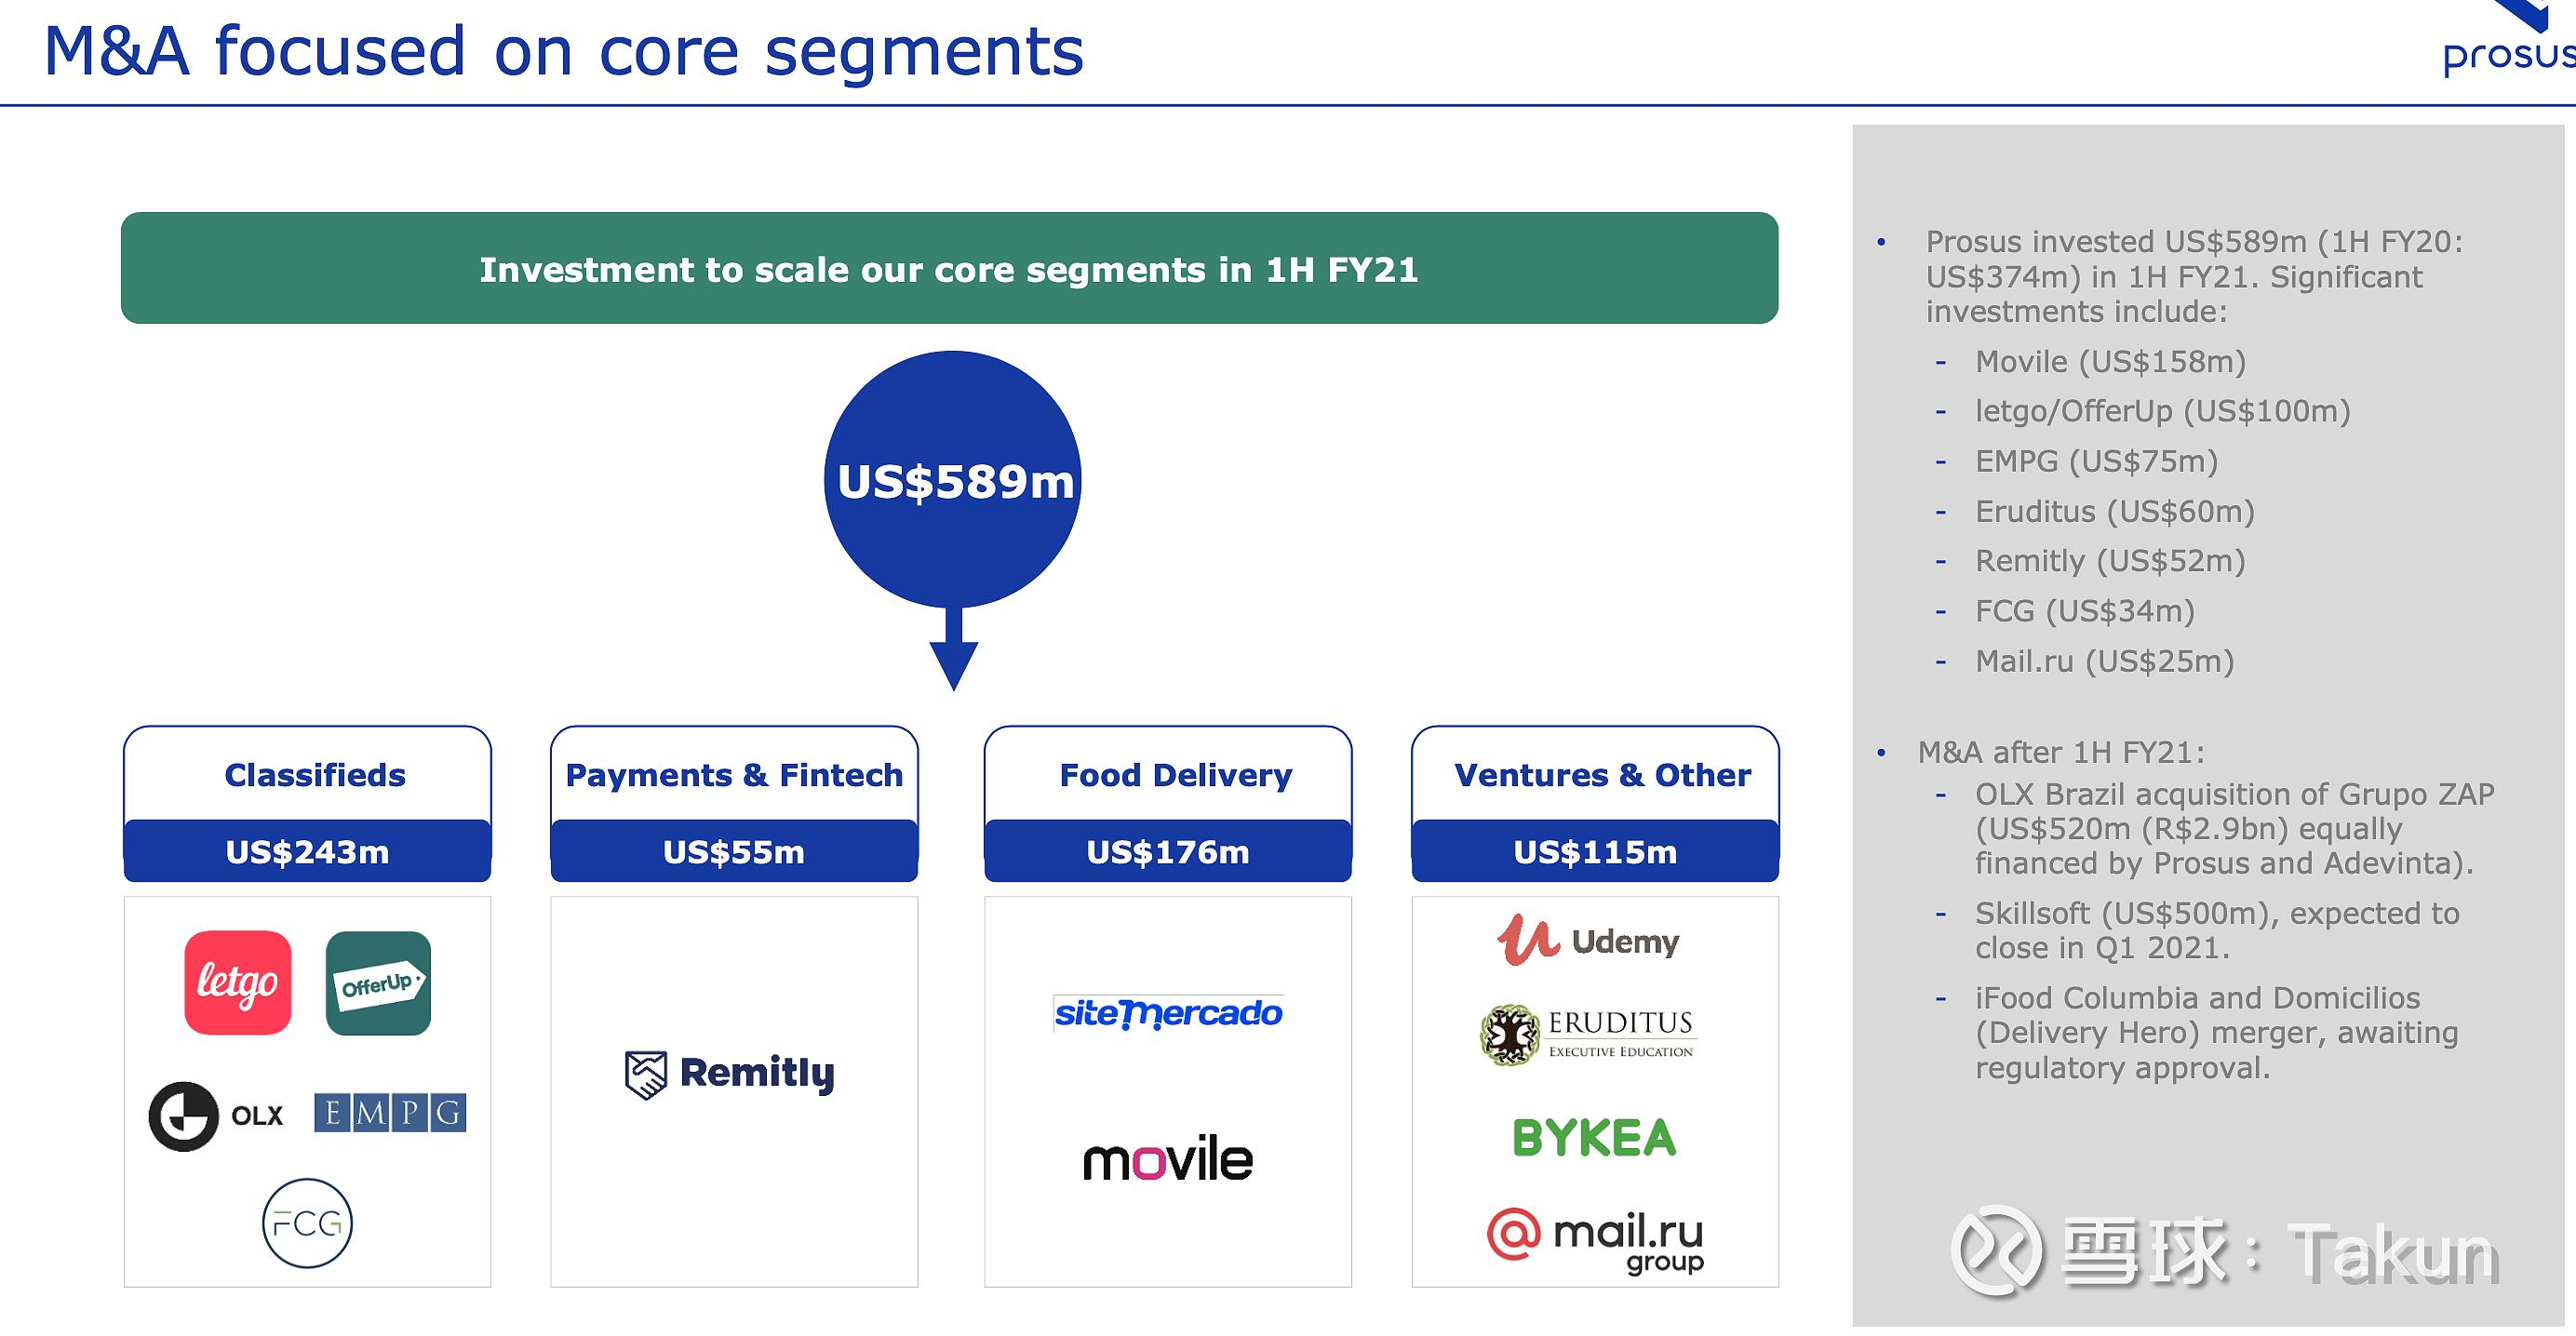 M&A focused on core segments
prosus
Investment to scale our core segments in 1H FY21
US$589m
Classifieds
US$243m
letgo
OfferUp
OLX
EMPG
FCG
Payments & Fintech
US$55m
Remitly
Food Delivery
US$176m
sitemercado
movile
Ventures & Other
US$115m
Udemy
ERUDITUS
EXECUTIVE EDUCATION
BYKEA
@mail.ru
group
• Prosus invested US$589m (1H FY20:
US$374m) in 1H FY21. Significant
investments include:
- Movile (US$158m)
- letgo/OfferUp (US$100m)
- EMPG (US$75m)
- Eruditus (US$60m)
- Remitly (US$52m)
- FCG (US$34m)
- Mail.ru (US$25m)
• M&A after 1H FY21:
- OLX Brazil acquisition of Grupo ZAP
(US$520m (R$2.9bn) equally
financed by Prosus and Adevinta).
- Skillsoft (US$500m), expected to
close in Q1 2021.
- iFood Columbia and Domicilios
(Delivery Hero) merger, awaiting
regulatory approval.
雪球：Takun